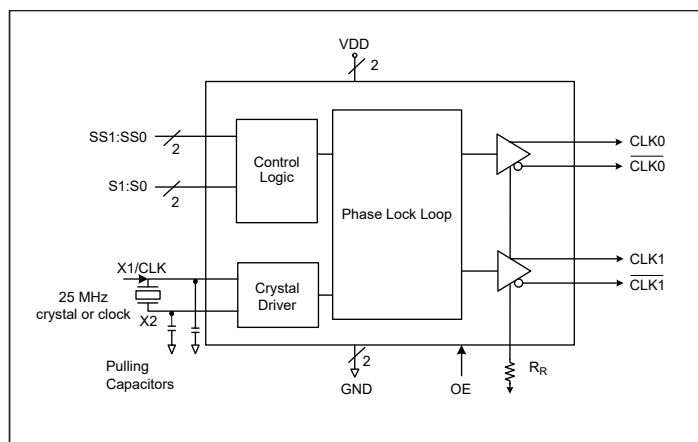 VDD
2
SS1:SS0
2
S1:S0
2
Control
Logic
Phase Lock Loop
CLK0
CLK0
X1/CLK
25 MHz
crystal or clock
X2
Crystal
Driver
CLK1
CLK1
Pulling
Capacitors
2
GND
OE
RR